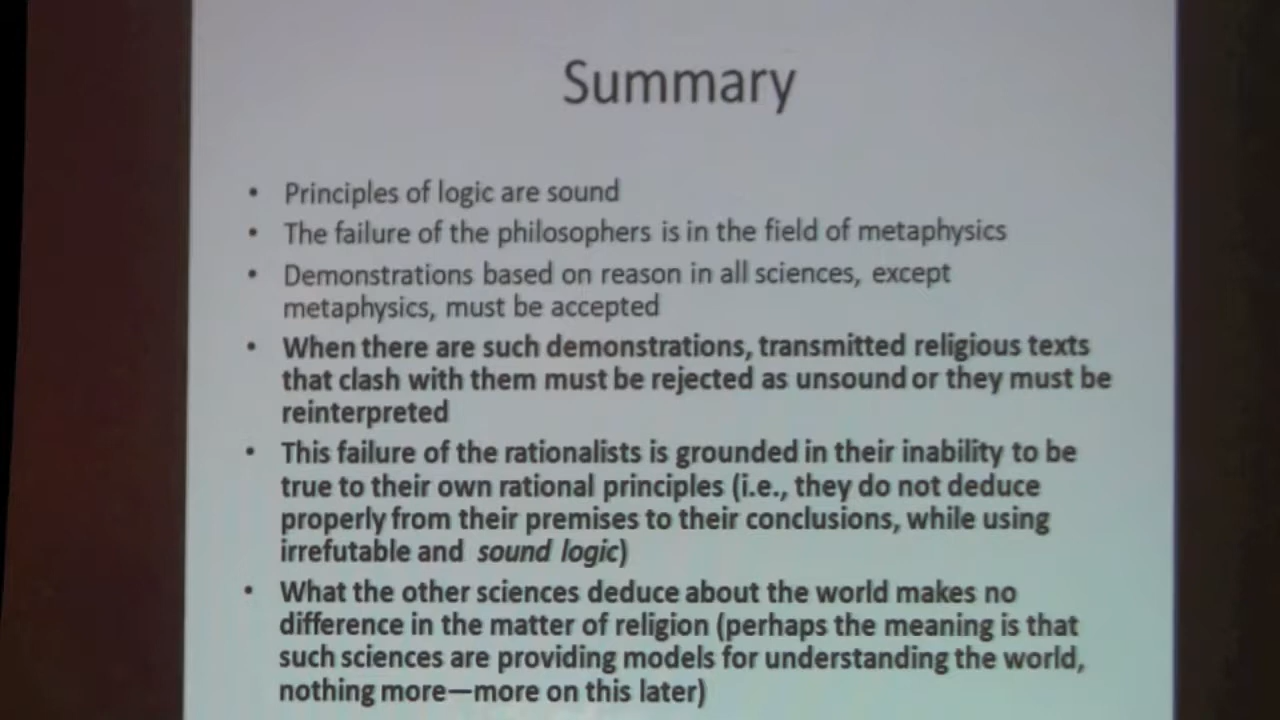 Summary
• Principles of logic are sound
• The failure of the philosophers is in the field of metaphysics
• Demonstrations based on reason in all sciences, except
metaphysics, must be accepted
• When there are such demonstrations, transmitted religious texts
that clash with them must be rejected as unsound or they must be
reinterpreted
• This failure of the rationalists is grounded in their inability to be
true to their own rational principles (i.e., they do not deduce
properly from their premises to their conclusions, while using
irrefutable and sound logic)
• What the other sciences deduce about the world makes no
difference in the matter of religion (perhaps the meaning is that
such sciences are providing models for understanding the world,
nothing more—more on this later)